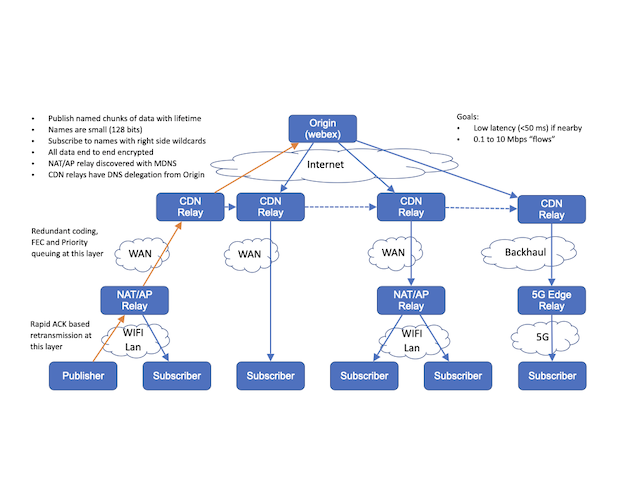 • Publish named chunks of data with lifetime
• Names are small (128 bits)
• Subscribe to names with right side wildcards
• All data end to end encrypted
• NAT/AP relay discovered with MDNS
• CDN relays have DNS delegation from Origin
Origin
(webex)
Goals:
• Low latency (<50 ms) if nearby
• 0.1 to 10 Mbps “flows”
Internet
CDN
Relay
CDN
Relay
CDN
Relay
CDN
Relay
Redundant coding,
FEC and Priority
queuing at this layer
WAN
WAN
WAN
Backhaul
NAT/AP
Relay
NAT/AP
Relay
5G Edge
Relay
Rapid ACK based
retransmission at
this layer
WIFI
Lan
WIFI
Lan
5G
Publisher
Subscriber
Subscriber
Subscriber
Subscriber
Subscriber